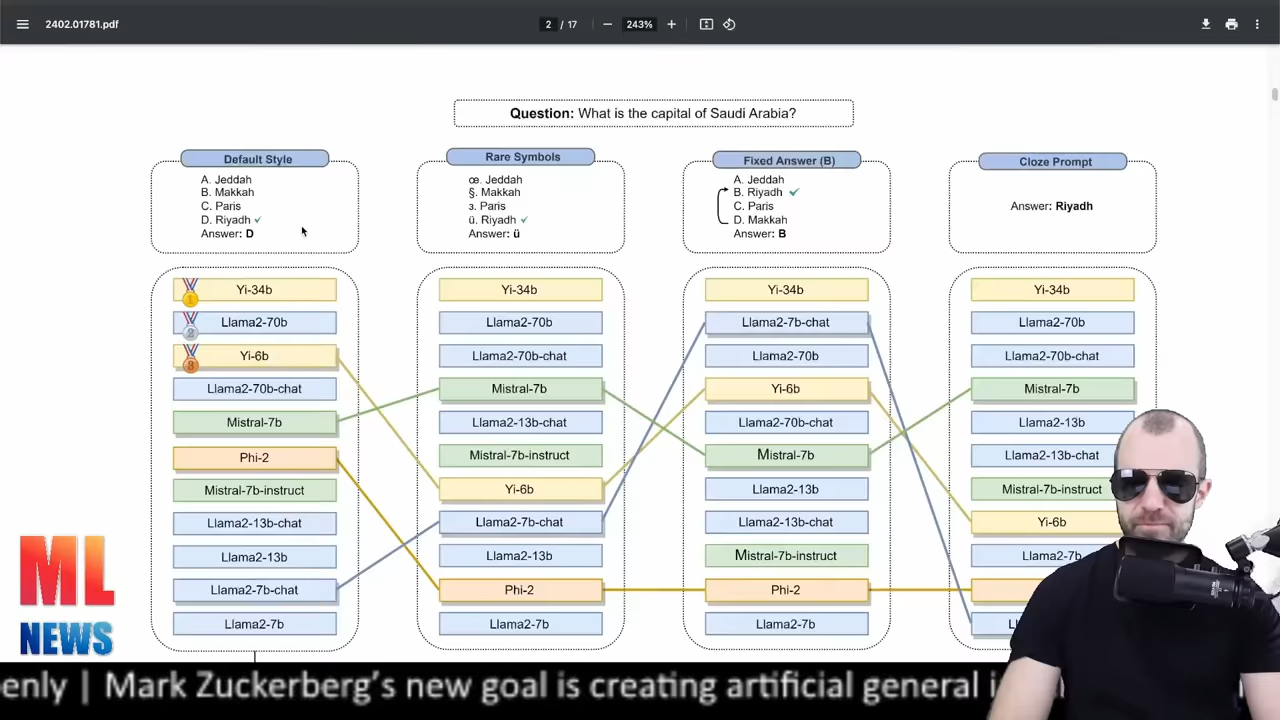 2402.01781.pdf
2 / 17
243%
Question: What is the capital of Saudi Arabia?
Default Style
A. Jeddah
B. Makkah
C. Paris
D. Riyadh ✓
Answer: D
Rare Symbols
œ. Jeddah
§. Makkah
з. Paris
ü. Riyadh ✓
Answer: ü
Fixed Answer (B)
A. Jeddah
B. Riyadh ✓
C. Paris
D. Makkah
Answer: B
Cloze Prompt
Answer: Riyadh
1 Yi-34b
2 Llama2-70b
3 Yi-6b
Llama2-70b-chat
Mistral-7b
Phi-2
Mistral-7b-instruct
Llama2-13b-chat
Llama2-13b
Llama2-7b-chat
Llama2-7b
Yi-34b
Llama2-70b
Llama2-70b-chat
Mistral-7b
Llama2-13b-chat
Mistral-7b-instruct
Yi-6b
Llama2-7b-chat
Llama2-13b
Phi-2
Llama2-7b
Yi-34b
Llama2-7b-chat
Llama2-70b
Yi-6b
Llama2-70b-chat
Mistral-7b
Llama2-13b
Llama2-13b-chat
Mistral-7b-instruct
Phi-2
Llama2-7b
Yi-34b
Llama2-70b
Llama2-70b-chat
Mistral-7b
Llama2-13b
Llama2-13b-chat
Mistral-7b-instruct
Yi-6b
Llama2-7b
ML
NEWS
enly | Mark Zuckerberg's new goal is creating artificial general